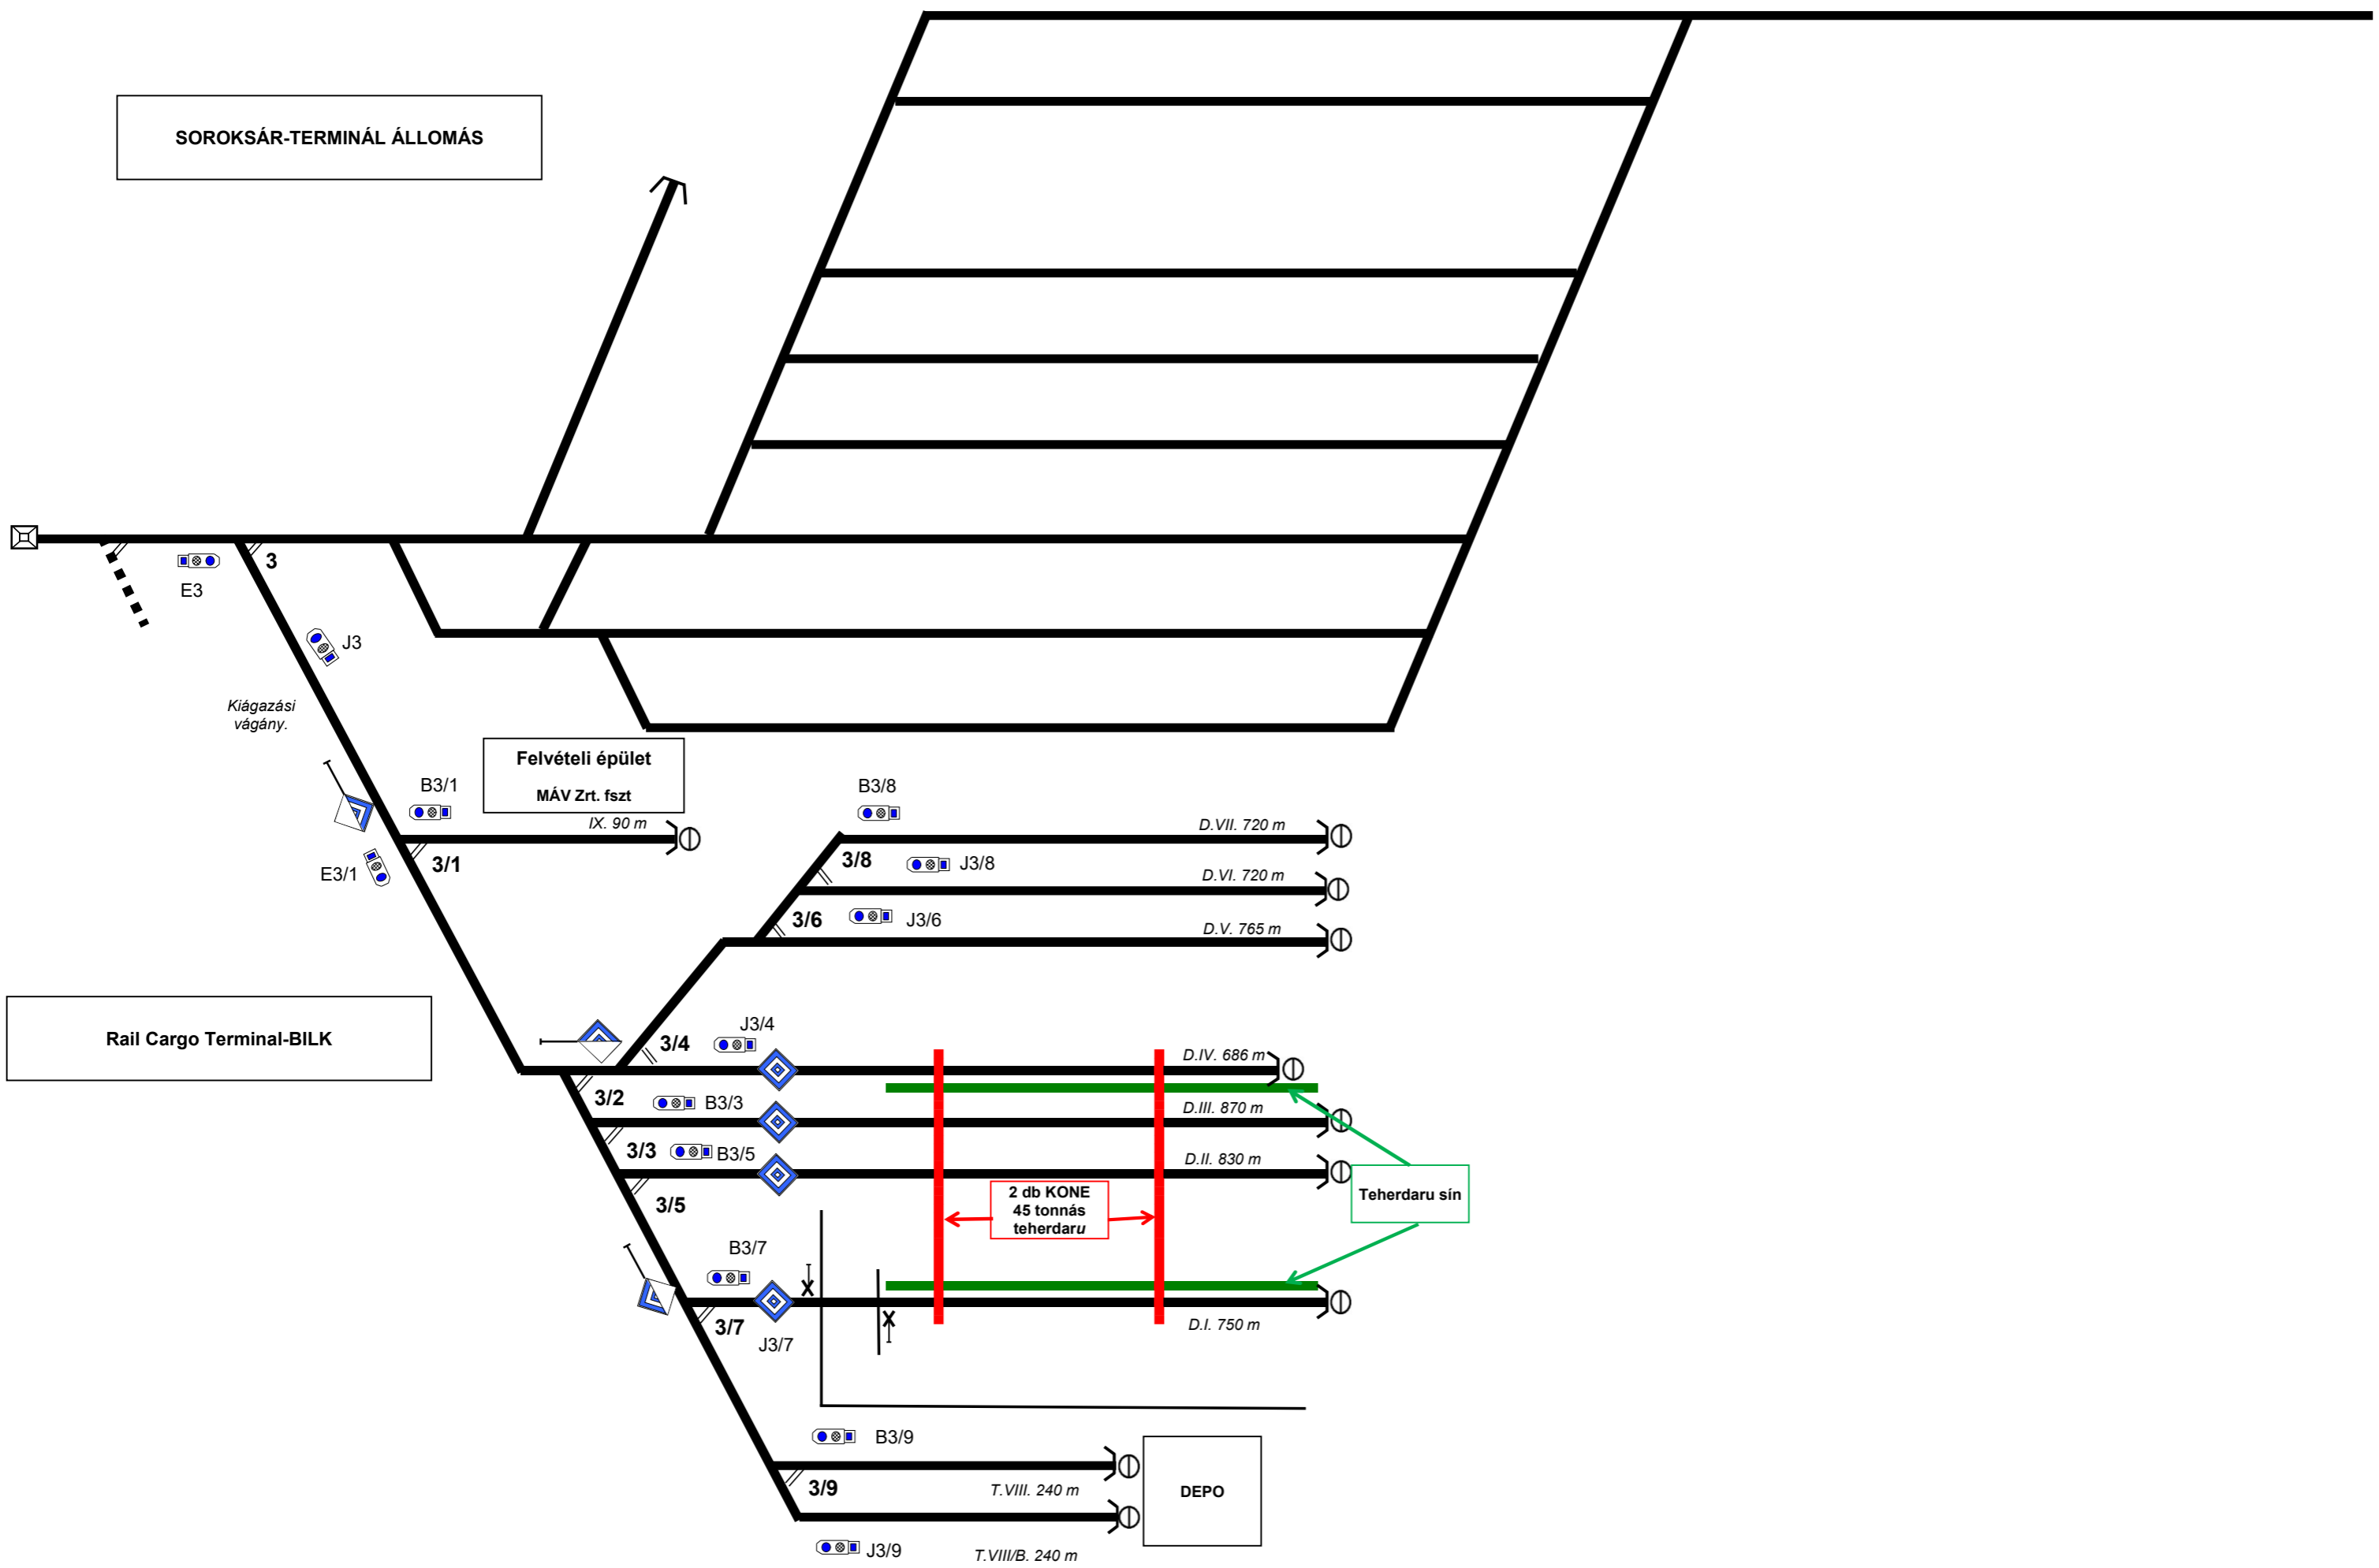 SOROKSÁR-TERMINÁL ÁLLOMÁS
3
E3
J3
Kiágazási
vágány.
Felvételi épület
MÁV Zrt. fszt
B3/1
IX. 90 m
3/1
E3/1
B3/8
D.VII. 720 m
3/8
J3/8
D.VI. 720 m
3/6
J3/6
D.V. 765 m
Rail Cargo Terminal-BILK
J3/4
3/4
D.IV. 686 m
3/2
B3/3
D.III. 870 m
3/3
B3/5
D.II. 830 m
3/5
2 db KONE
45 tonnás
teherdaru
Teherdaru sín
B3/7
3/7
J3/7
D.I. 750 m
B3/9
3/9
T.VIII. 240 m
DEPO
J3/9
T.VIII/B. 240 m